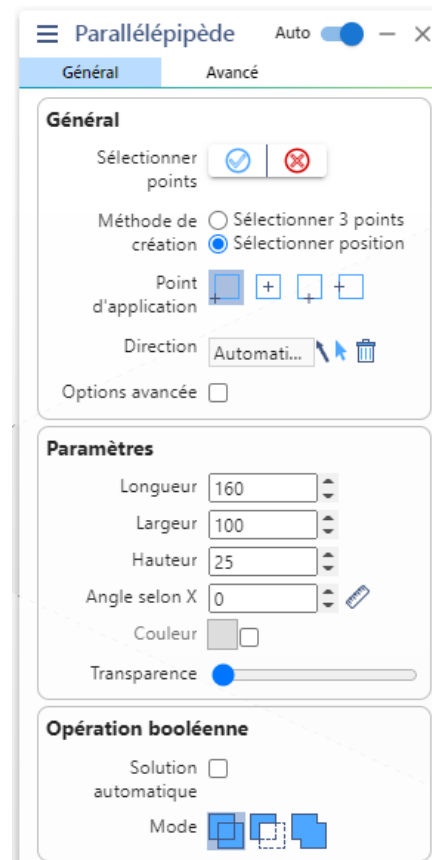 Parallélépipède Auto
Général Avancé
Général
Sélectionner
points
Méthode de
création
Sélectionner 3 points
Sélectionner position
Point
d'application
Direction Automati...
Options avancée
Paramètres
Longueur 160
Largeur 100
Hauteur 25
Angle selon X 0
Couleur
Transparence
Opération booléenne
Solution
automatique
Mode